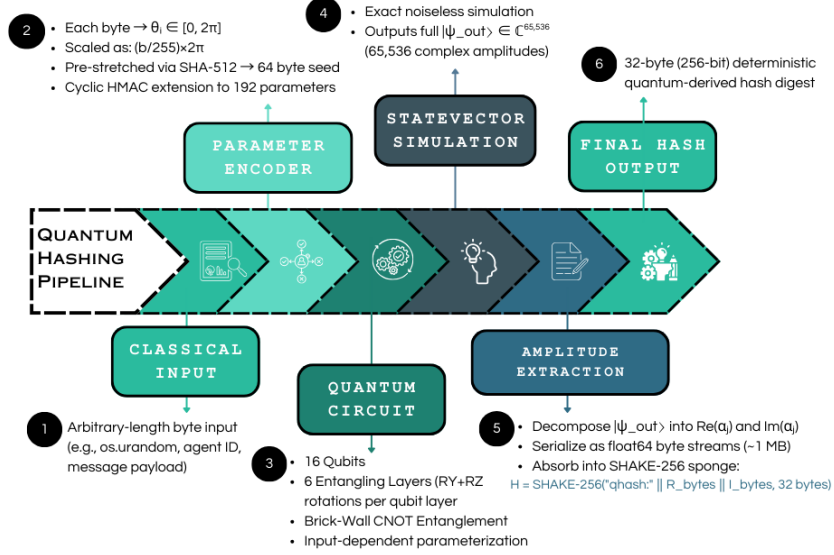 2
• Each byte → θᵢ ∈ [0, 2π]
• Scaled as: (b/255)×2π
• Pre-stretched via SHA-512 → 64 byte seed
• Cyclic HMAC extension to 192 parameters
4
• Exact noiseless simulation
• Outputs full |ψ_out⟩ ∈ ℂ⁶⁵,⁵³⁶
(65,536 complex amplitudes)
6
32-byte (256-bit) deterministic
quantum-derived hash digest
PARAMETER
ENCODER
STATEVECTOR
SIMULATION
FINAL HASH
OUTPUT
QUANTUM
HASHING
PIPELINE
CLASSICAL
INPUT
QUANTUM
CIRCUIT
AMPLITUDE
EXTRACTION
1
Arbitrary-length byte input
(e.g., os.urandom, agent ID,
message payload)
3
• 16 Qubits
• 6 Entangling Layers (RY+RZ
rotations per qubit layer
• Brick-Wall CNOT Entanglement
• Input-dependent parameterization
5
• Decompose |ψ_out⟩ into Re(αⱼ) and Im(αⱼ)
• Serialize as float64 byte streams (~1 MB)
• Absorb into SHAKE-256 sponge:
H = SHAKE-256("qhash:" || R_bytes || I_bytes, 32 bytes)